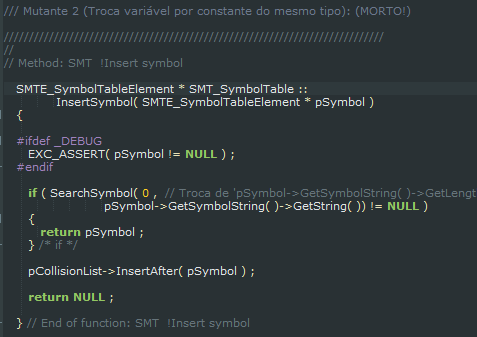 /// Mutante 2 (Troca variável por constante do mesmo tipo): (MORTO!)
////////////////////////////////////////////////////////////////////////////
//
// Method: SMT  !Insert symbol
SMTE_SymbolTableElement * SMT_SymbolTable ::
InsertSymbol( SMTE_SymbolTableElement * pSymbol )
{
#ifdef _DEBUG
EXC_ASSERT( pSymbol != NULL ) ;
#endif
if ( SearchSymbol( 0 ,  // Troca de 'pSymbol->GetSymbolString( )->GetLengt
pSymbol->GetSymbolString( )->GetString( )) != NULL )
{
return pSymbol ;
} /* if */
pCollisionList->InsertAfter( pSymbol ) ;
return NULL ;
} // End of function: SMT  !Insert symbol